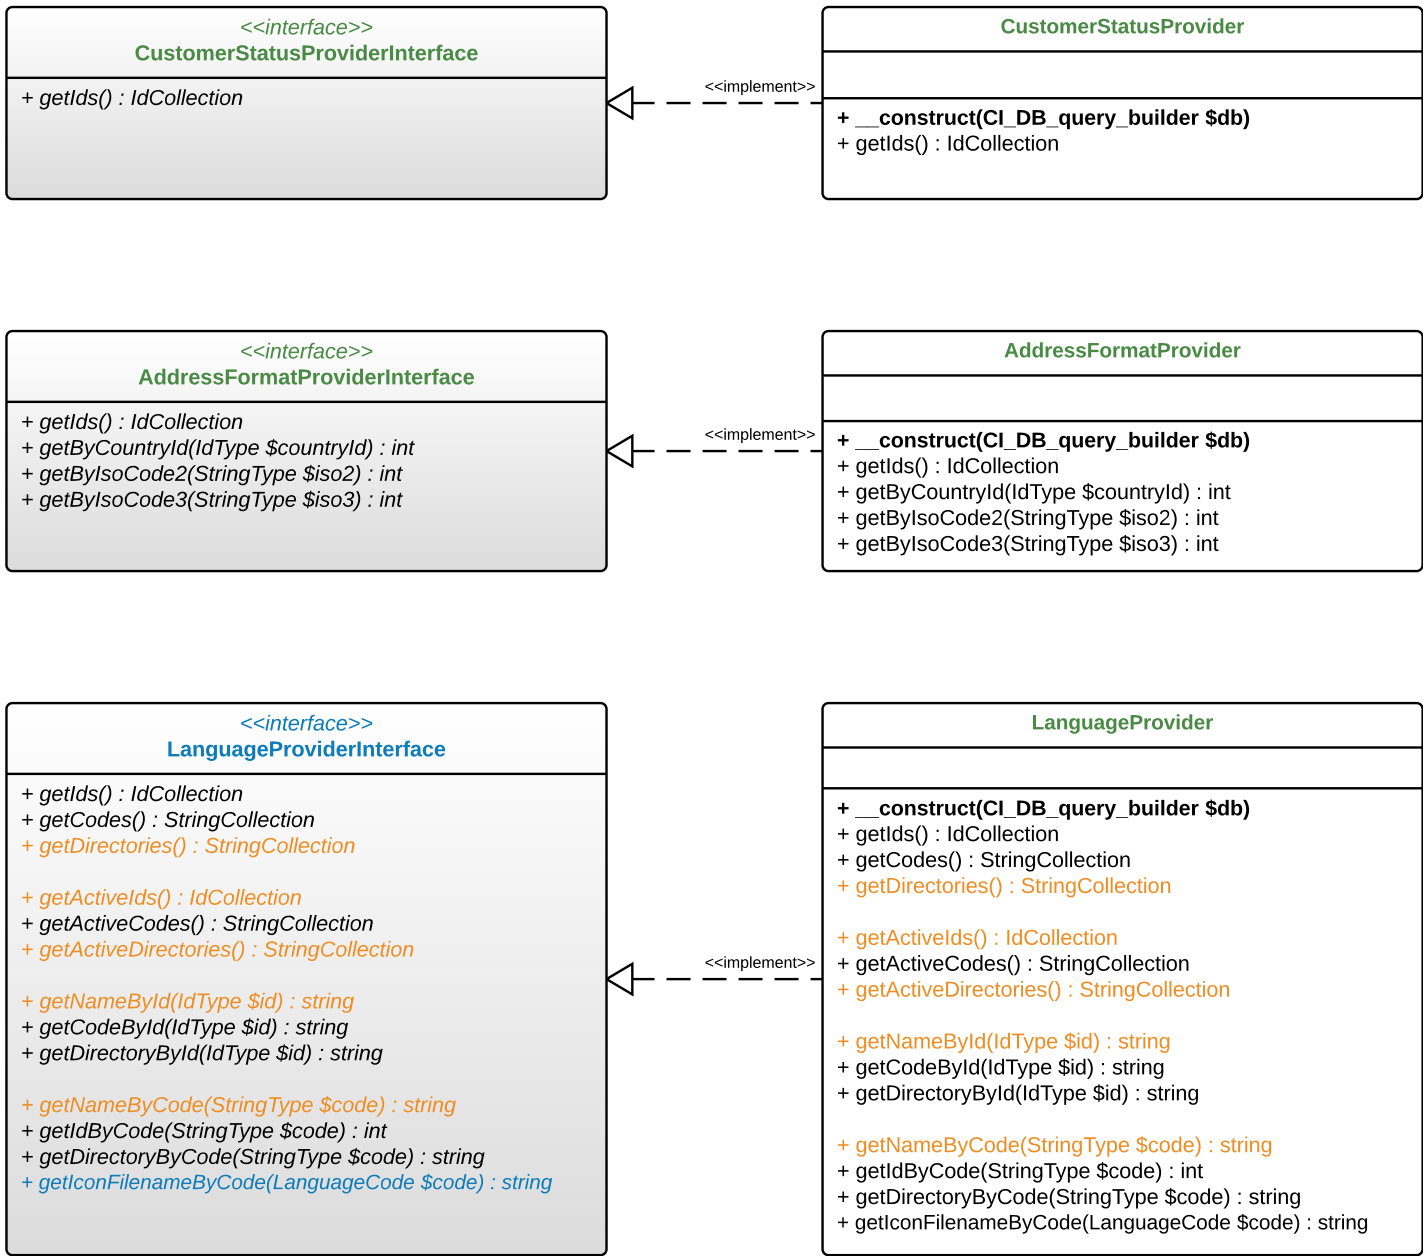 <<interface>>
CustomerStatusProviderInterface
+ getIds() : IdCollection
<<implement>>
CustomerStatusProvider
+ __construct(CI_DB_query_builder $db)
+ getIds() : IdCollection
<<interface>>
AddressFormatProviderInterface
+ getIds() : IdCollection
+ getByCountryId(IdType $countryId) : int
+ getByIsoCode2(StringType $iso2) : int
+ getByIsoCode3(StringType $iso3) : int
<<implement>>
AddressFormatProvider
+ __construct(CI_DB_query_builder $db)
+ getIds() : IdCollection
+ getByCountryId(IdType $countryId) : int
+ getByIsoCode2(StringType $iso2) : int
+ getByIsoCode3(StringType $iso3) : int
<<interface>>
LanguageProviderInterface
+ getIds() : IdCollection
+ getCodes() : StringCollection
+ getDirectories() : StringCollection
+ getActiveIds() : IdCollection
+ getActiveCodes() : StringCollection
+ getActiveDirectories() : StringCollection
+ getNameById(IdType $id) : string
+ getCodeById(IdType $id) : string
+ getDirectoryById(IdType $id) : string
+ getNameByCode(StringType $code) : string
+ getIdByCode(StringType $code) : int
+ getDirectoryByCode(StringType $code) : string
+ getIconFilenameByCode(LanguageCode $code) : string
<<implement>>
LanguageProvider
+ __construct(CI_DB_query_builder $db)
+ getIds() : IdCollection
+ getCodes() : StringCollection
+ getDirectories() : StringCollection
+ getActiveIds() : IdCollection
+ getActiveCodes() : StringCollection
+ getActiveDirectories() : StringCollection
+ getNameById(IdType $id) : string
+ getCodeById(IdType $id) : string
+ getDirectoryById(IdType $id) : string
+ getNameByCode(StringType $code) : string
+ getIdByCode(StringType $code) : int
+ getDirectoryByCode(StringType $code) : string
+ getIconFilenameByCode(LanguageCode $code) : string